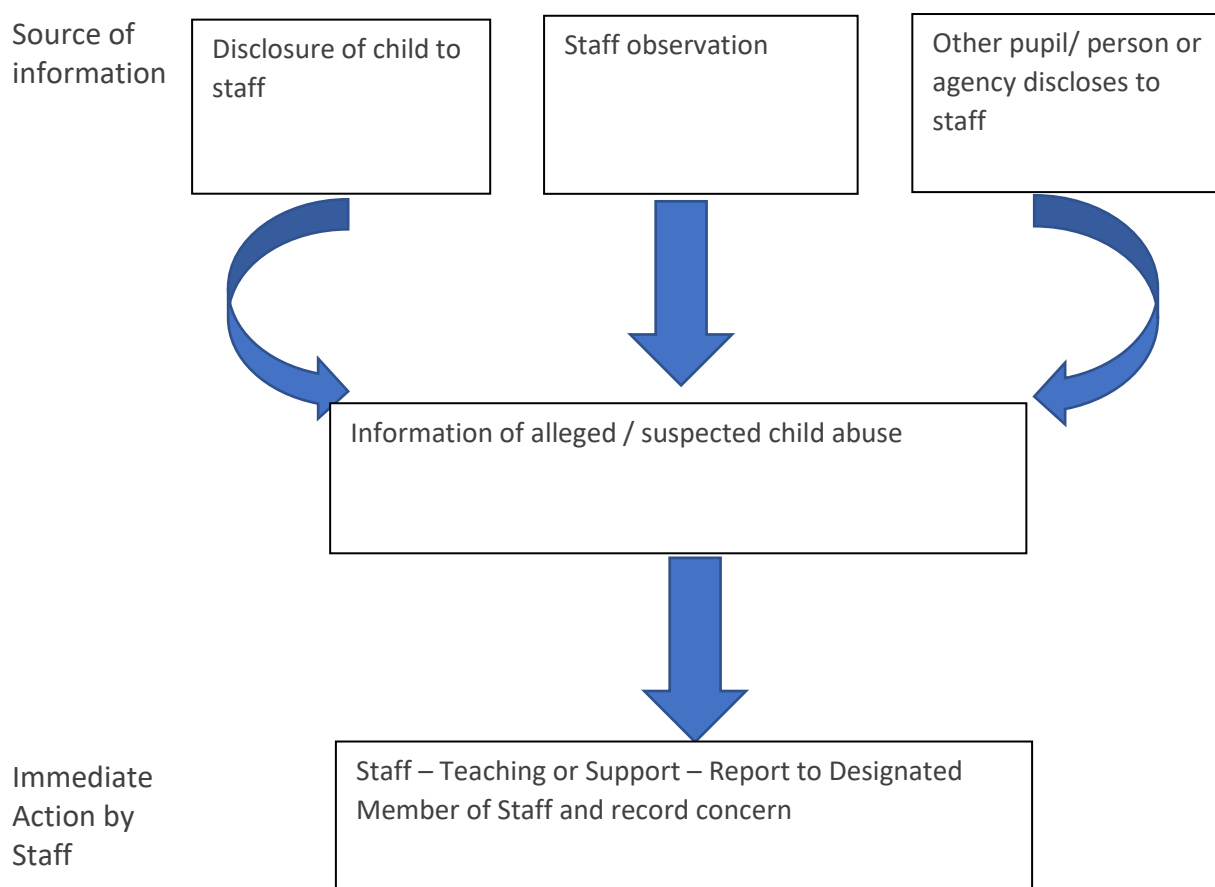 Source of
information
Disclosure of child to
staff
Staff observation
Other pupil/ person or
agency discloses to
staff
Information of alleged / suspected child abuse
Immediate
Action by
Staff
Staff – Teaching or Support – Report to Designated
Member of Staff and record concern